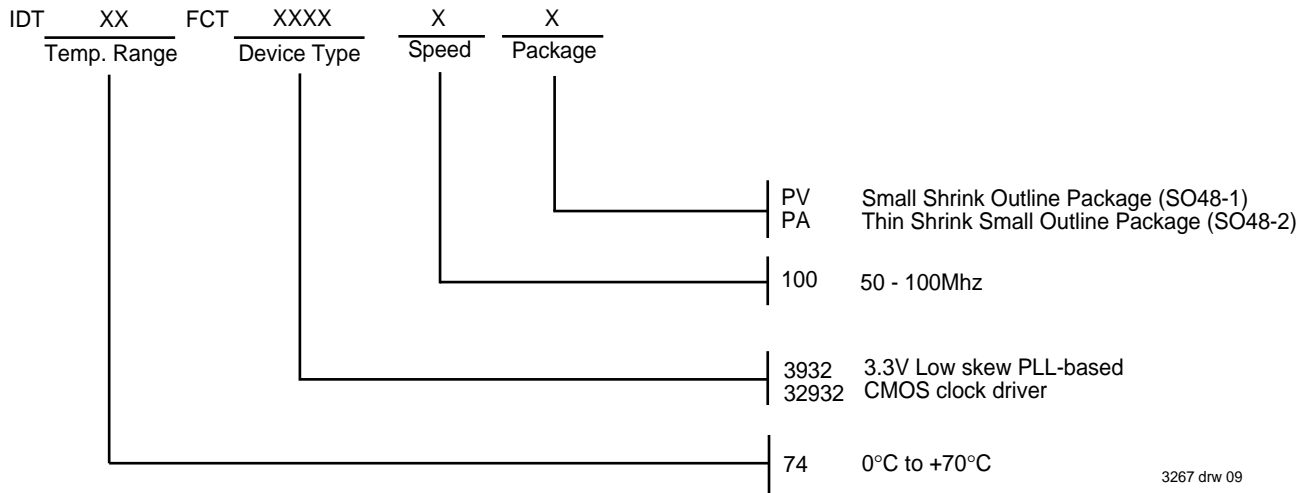 IDT XX FCT XXXX X X
Temp. Range Device Type Speed Package
PV Small Shrink Outline Package (SO48-1)
PA Thin Shrink Small Outline Package (SO48-2)
100 50 - 100Mhz
3932 3.3V Low skew PLL-based
32932 CMOS clock driver
74 0°C to +70°C
3267 drw 09